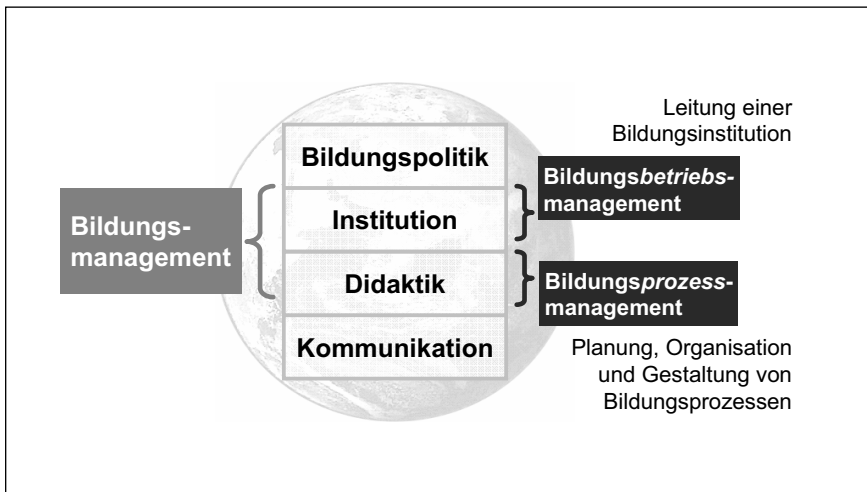 Leitung einer
Bildungsinstitution
Bildungspolitik
Bildungsbetriebs-
management
Institution
Bildungs-
management
Didaktik
Bildungsprozess-
management
Kommunikation
Planung, Organisation
und Gestaltung von
Bildungsprozessen